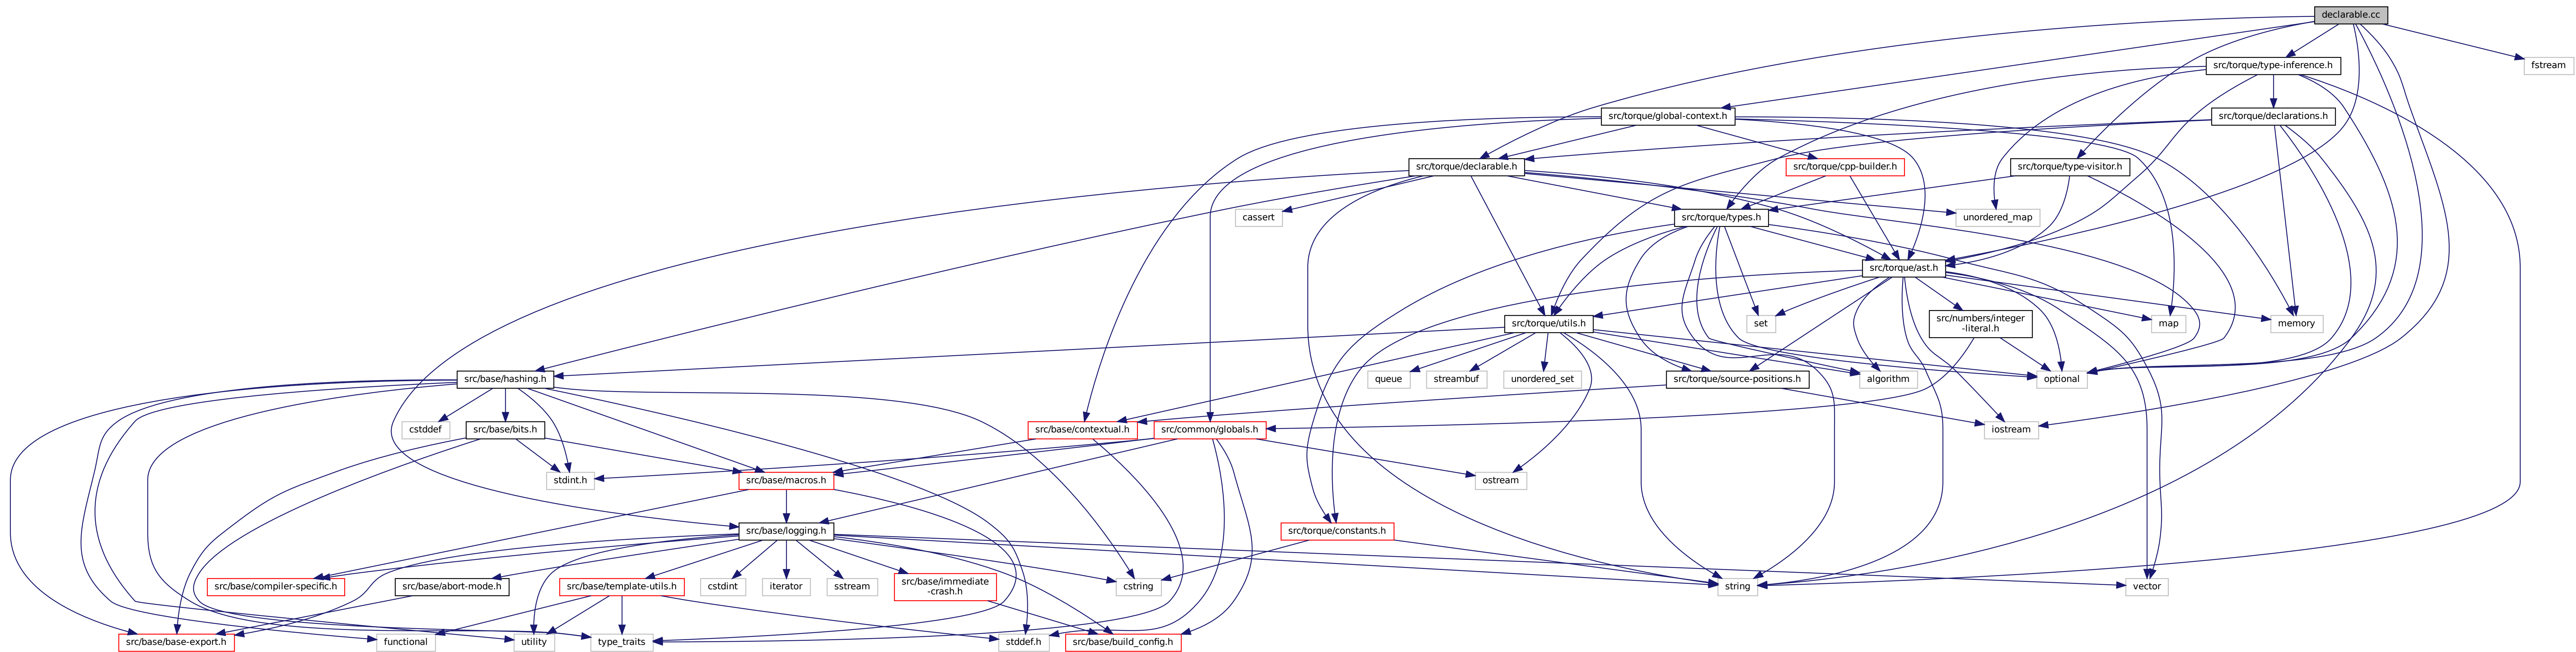 declarable.cc
src/torque/type-inference.h
fstream
src/torque/global-context.h
src/torque/declarations.h
src/torque/declarable.h
src/torque/cpp-builder.h
src/torque/type-visitor.h
cassert
src/torque/types.h
unordered_map
src/torque/ast.h
src/torque/utils.h
set
src/numbers/integer
-literal.h
map
memory
src/base/hashing.h
queue
streambuf
unordered_set
src/torque/source-positions.h
algorithm
optional
cstddef
src/base/bits.h
src/base/contextual.h
src/common/globals.h
iostream
stdint.h
src/base/macros.h
ostream
src/base/logging.h
src/torque/constants.h
src/base/compiler-specific.h
src/base/abort-mode.h
src/base/template-utils.h
cstdint
iterator
sstream
src/base/immediate
-crash.h
cstring
string
vector
src/base/base-export.h
functional
utility
type_traits
stddef.h
src/base/build_config.h